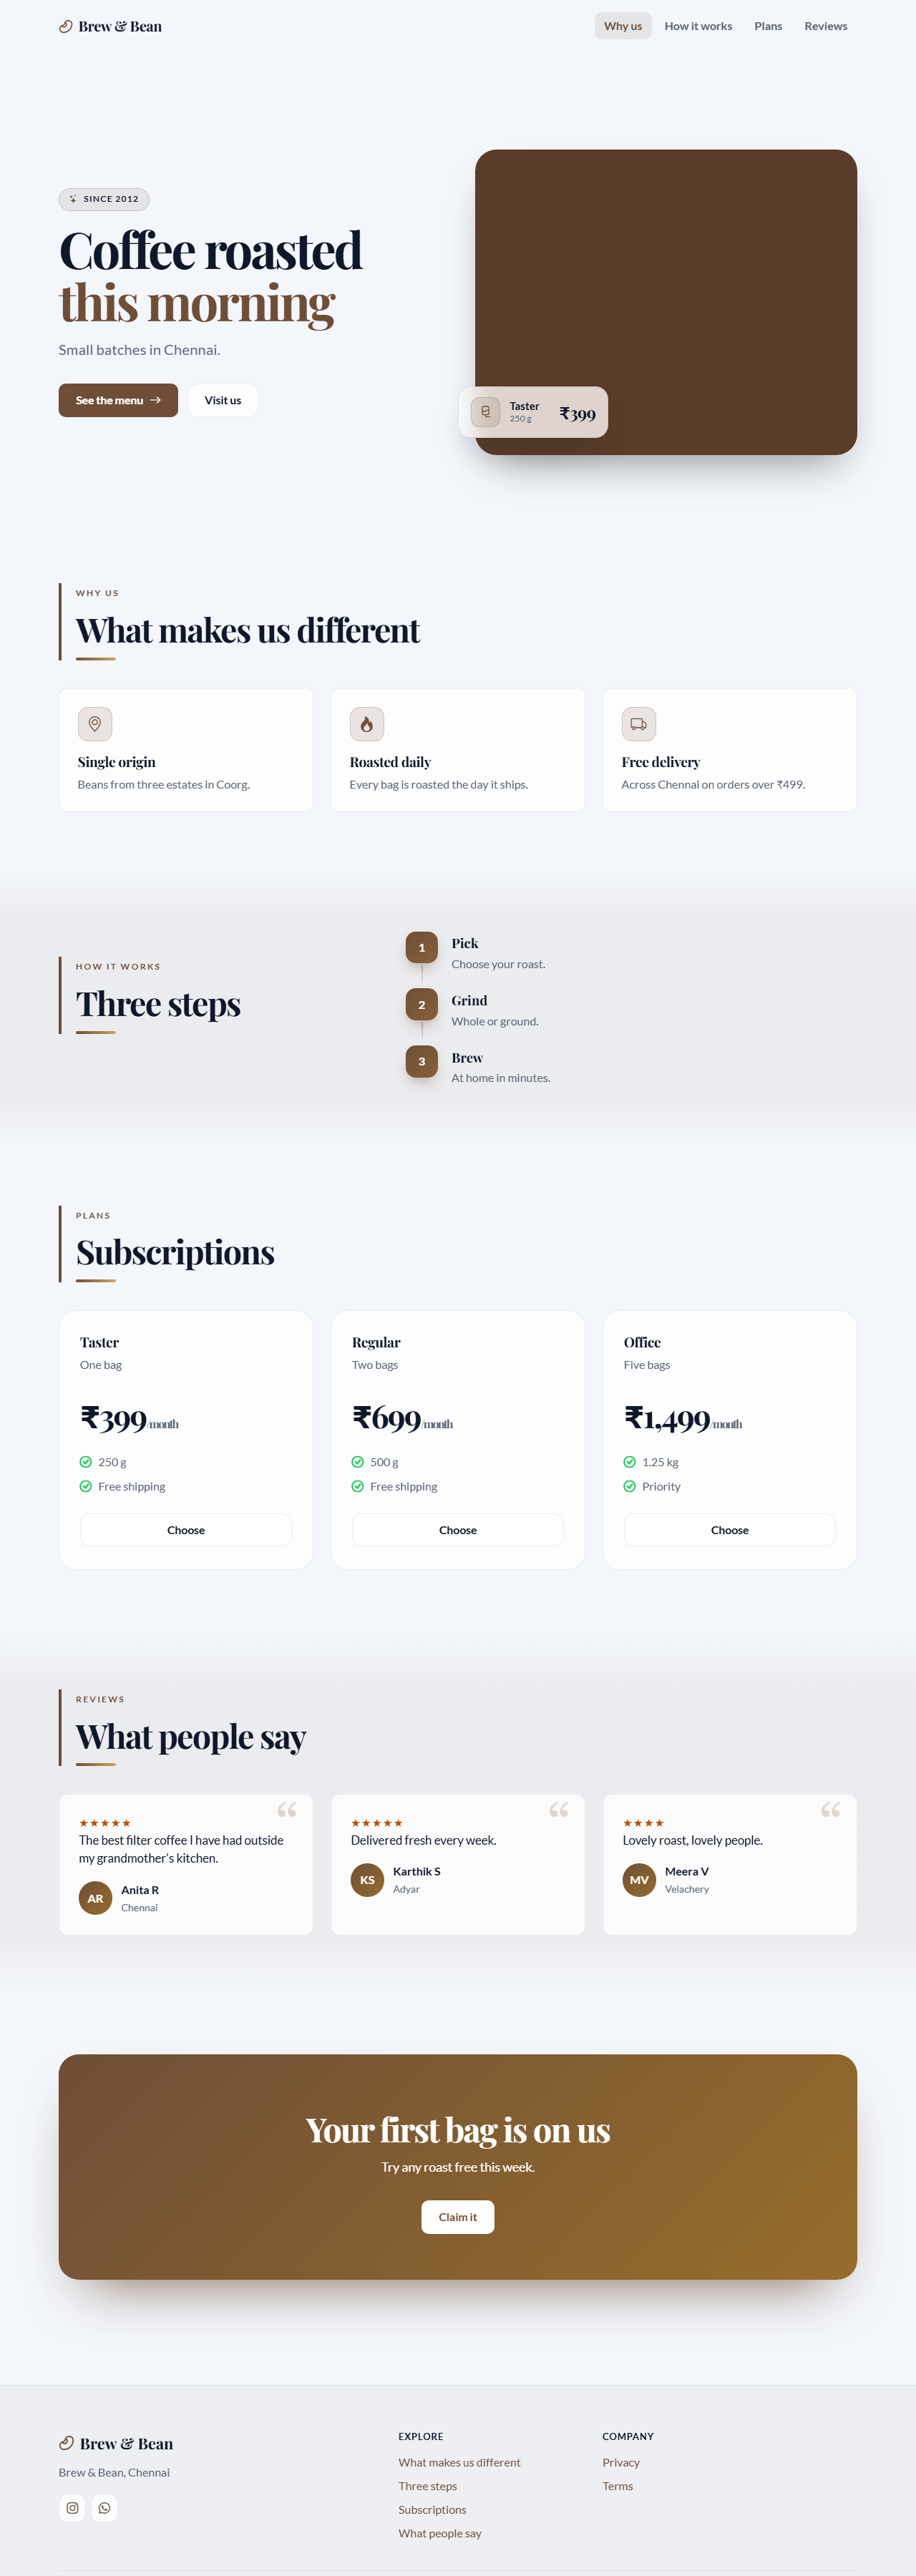 Brew & Bean
Why us
How it works
Plans
Reviews
SINCE 2012
Coffee roasted
this morning
Small batches in Chennai.
See the menu
Visit us
Taster
250 g
₹399
WHY US
What makes us different
Single origin
Beans from three estates in Coorg.
Roasted daily
Every bag is roasted the day it ships.
Free delivery
Across Chennai on orders over ₹499.
HOW IT WORKS
Three steps
1
Pick
Choose your roast.
2
Grind
Whole or ground.
3
Brew
At home in minutes.
PLANS
Subscriptions
Taster
One bag
₹399/month
250 g
Free shipping
Choose
Regular
Two bags
₹699/month
500 g
Free shipping
Choose
Office
Five bags
₹1,499/month
1.25 kg
Priority
Choose
REVIEWS
What people say
“
★★★★★
The best filter coffee I have had outside
my grandmother's kitchen.
AR
Anita R
Chennai
“
★★★★★
Delivered fresh every week.
KS
Karthik S
Adyar
“
★★★★
Lovely roast, lovely people.
MV
Meera V
Velachery
Your first bag is on us
Try any roast free this week.
Claim it
Brew & Bean
Brew & Bean, Chennai
EXPLORE
What makes us different
Three steps
Subscriptions
What people say
COMPANY
Privacy
Terms